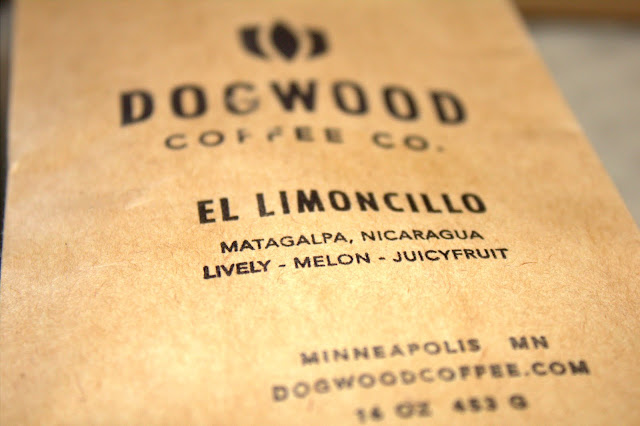 DOGWOOD
COFFEE CO.
EL LIMONCILLO
MATAGALPA, NICARAGUA
LIVELY - MELON - JUICYFRUIT
MINNEAPOLIS MN
DOGWOODCOFFEE.COM
16 OZ 453 G